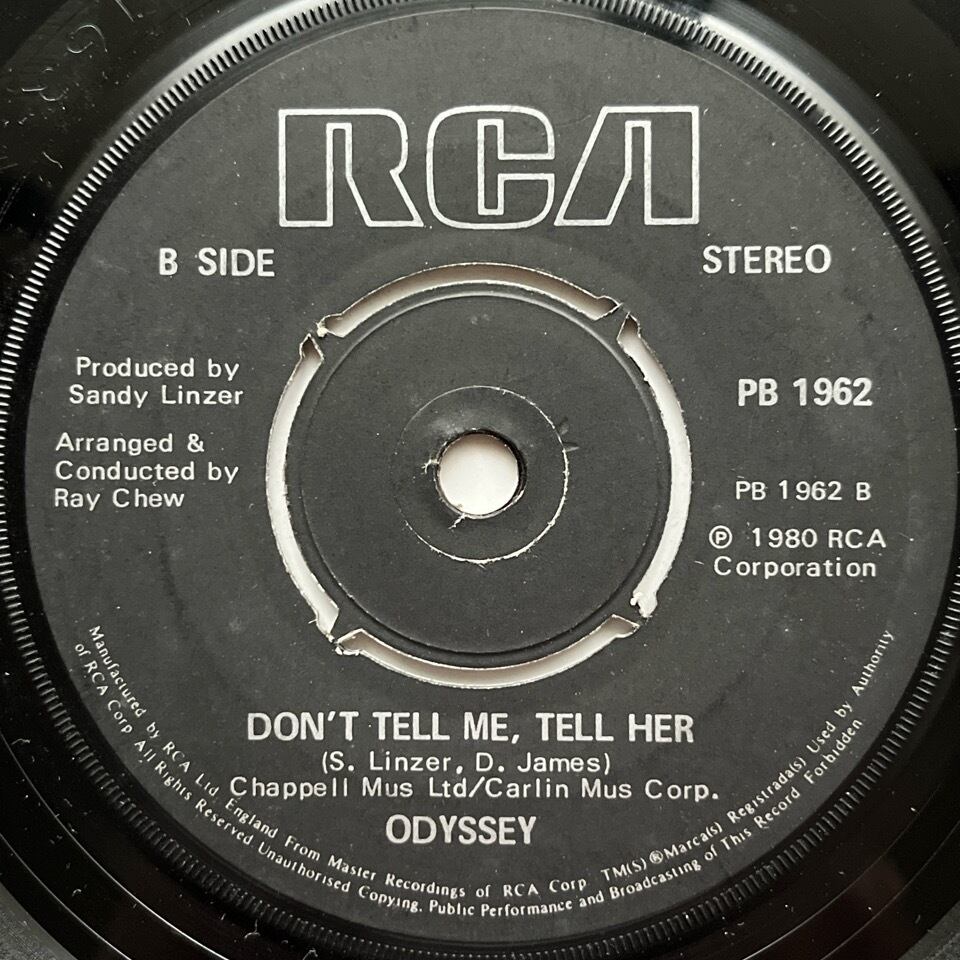 RCA
B SIDE
STEREO
Produced by
Sandy Linzer
Arranged &
Conducted by
Ray Chew
PB 1962
PB 1962 B
℗ 1980 RCA
Corporation
DON'T TELL ME, TELL HER
(S. Linzer, D. James)
Chappell Mus Ltd/Carlin Mus Corp.
ODYSSEY
Manufactured by RCA Ltd England From Master Recordings of RCA Corp TM(S) ® Marca(s) Registrada(s) Used by Authority
of RCA Corp All Rights Reserved Unauthorised Copying, Public Performance and Broadcasting of This Record Forbidden